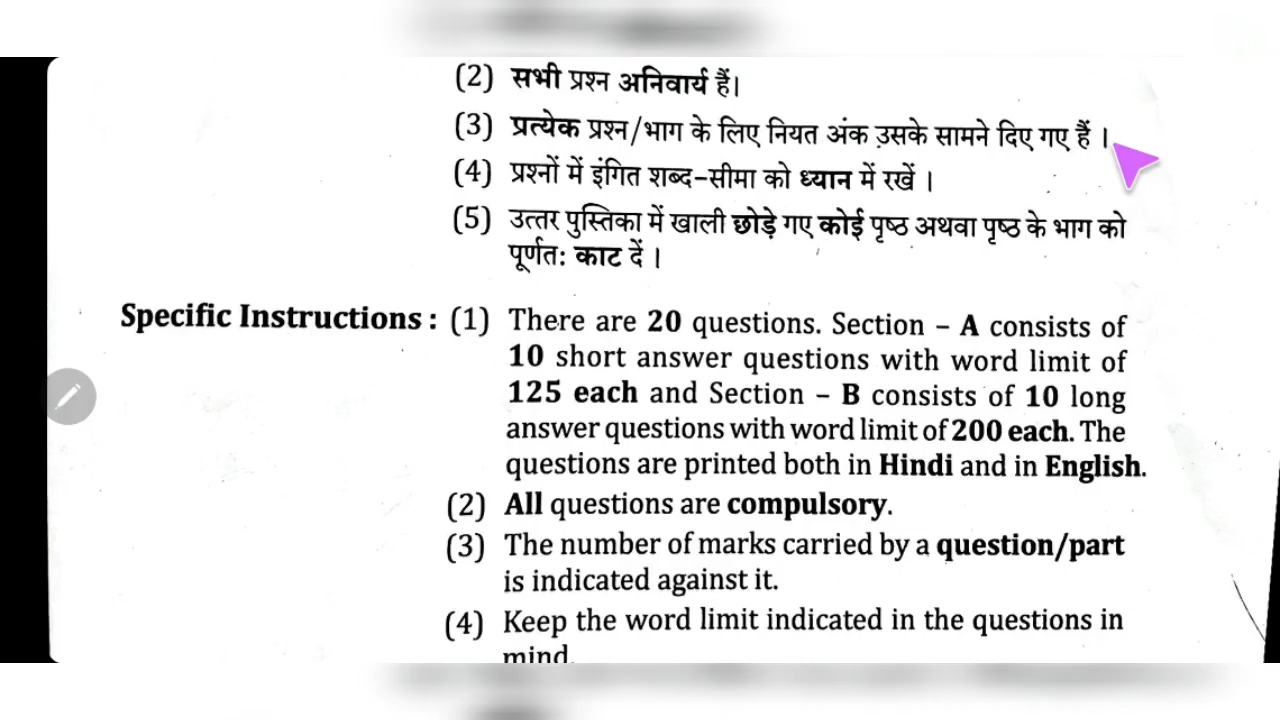 (2) सभी प्रश्न अनिवार्य हैं।
(3) प्रत्येक प्रश्न/भाग के लिए नियत अंक उसके सामने दिए गए हैं ।
(4) प्रश्नों में इंगित शब्द-सीमा को ध्यान में रखें ।
(5) उत्तर पुस्तिका में खाली छोड़े गए कोई पृष्ठ अथवा पृष्ठ के भाग को
पूर्णत: काट दें ।
Specific Instructions : (1) There are 20 questions. Section – A consists of
10 short answer questions with word limit of
125 each and Section – B consists of 10 long
answer questions with word limit of 200 each. The
questions are printed both in Hindi and in English.
(2) All questions are compulsory.
(3) The number of marks carried by a question/part
is indicated against it.
(4) Keep the word limit indicated in the questions in
mind.